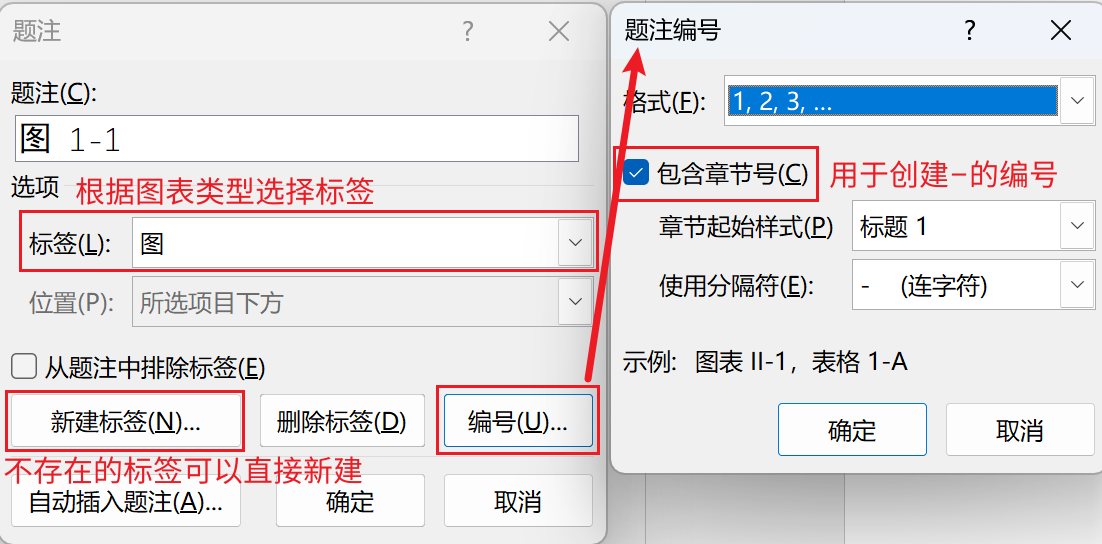 题注 ?
题注(C):
图 1-1
选项
根据图表类型选择标签
标签(L): 图
位置(P): 所选项目下方
从题注中排除标签(E)
新建标签(N)... 删除标签(D) 编号(U)...
不存在的标签可以直接新建
自动插入题注(A)... 确定 取消
题注编号 ?
格式(F): 1, 2, 3, ...
包含章节号(C) 用于创建-的编号
章节起始样式(P) 标题 1
使用分隔符(E): - (连字符)
示例: 图表 II-1，表格 1-A
确定 取消